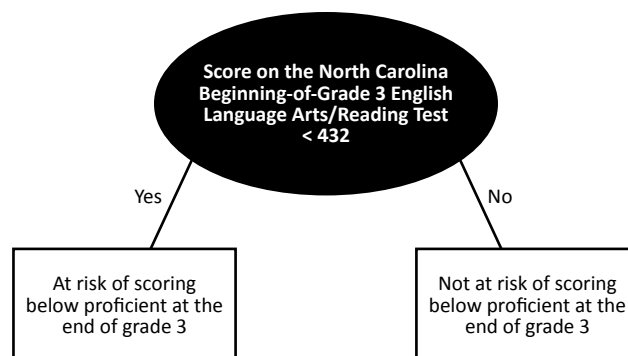 Score on the North Carolina
Beginning-of-Grade 3 English
Language Arts/Reading Test
< 432
Yes
No
At risk of scoring
below proficient at the
end of grade 3
Not at risk of scoring
below proficient at the
end of grade 3